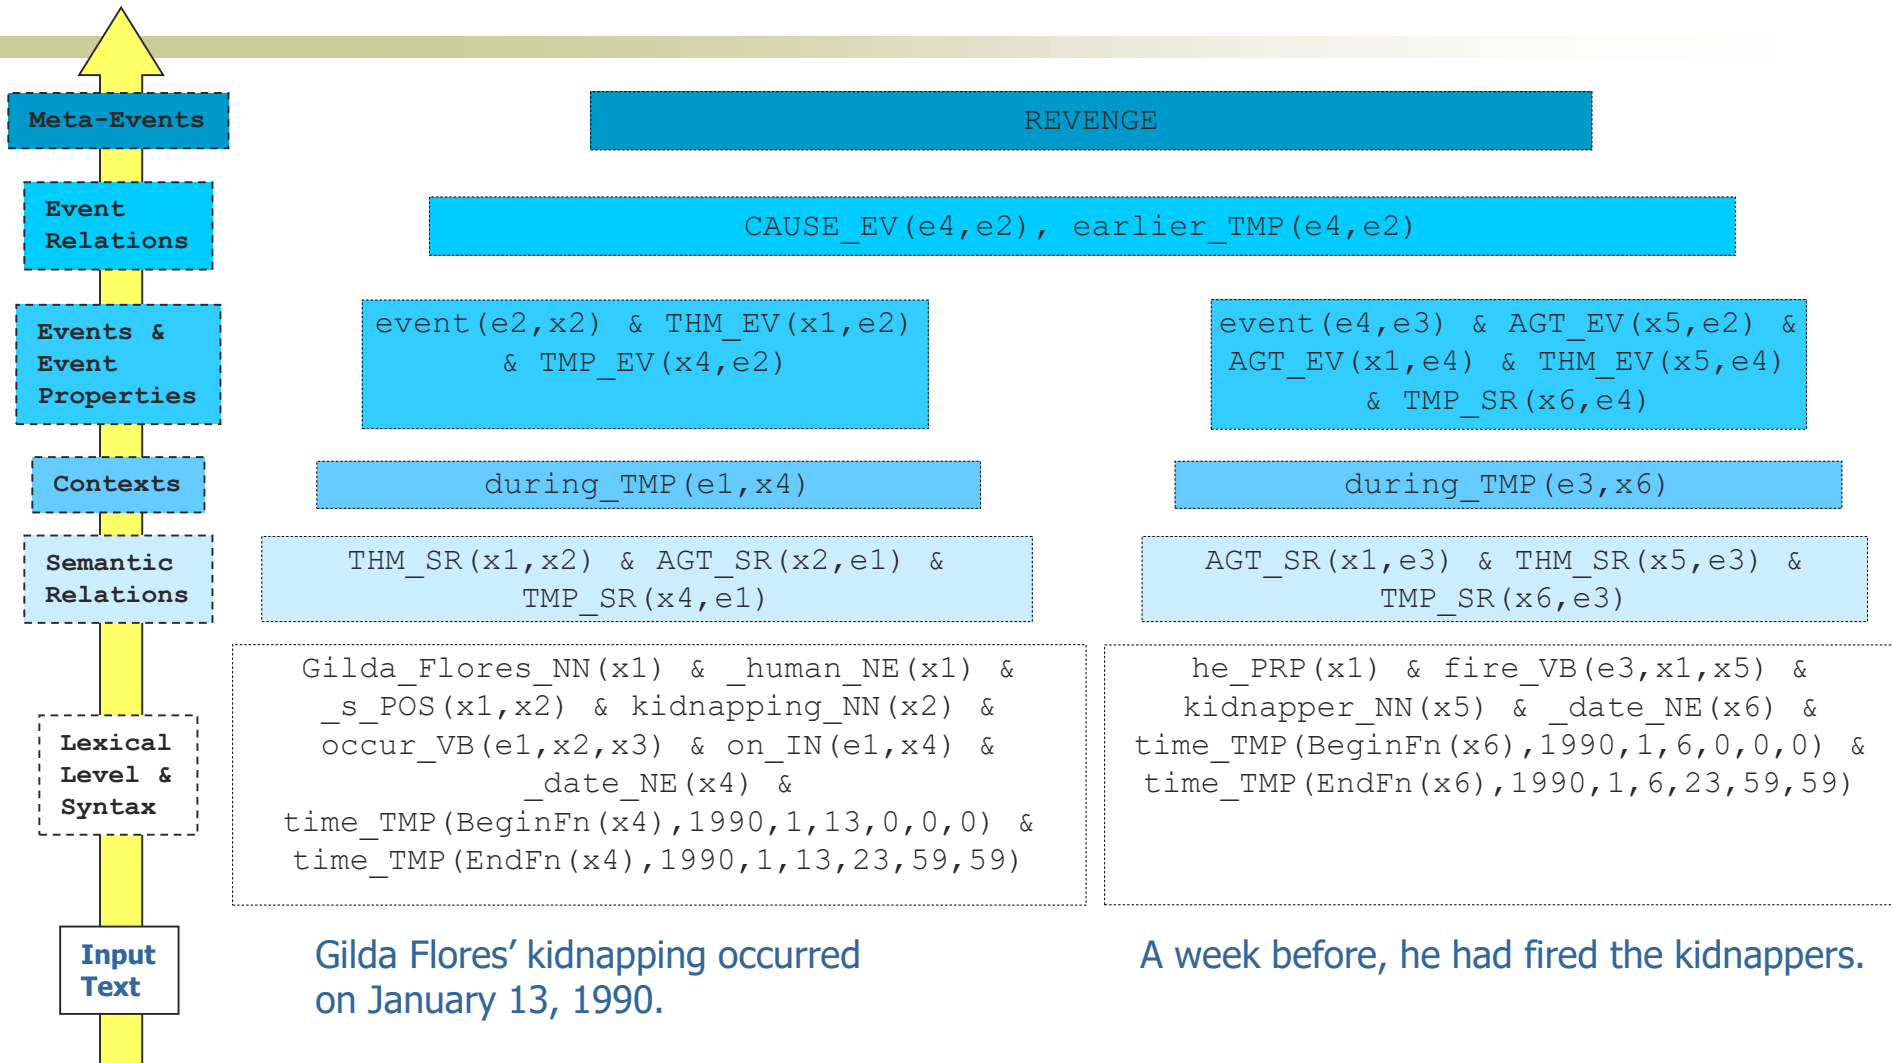 Meta-Events
REVENGE
Event
Relations
CAUSE_EV(e4,e2), earlier_TMP(e4,e2)
Events &
Event
Properties
event(e2,x2) & THM_EV(x1,e2)
& TMP_EV(x4,e2)
event(e4,e3) & AGT_EV(x5,e2) &
AGT_EV(x1,e4) & THM_EV(x5,e4)
& TMP_SR(x6,e4)
Contexts
during_TMP(e1,x4)
during_TMP(e3,x6)
Semantic
Relations
THM_SR(x1,x2) & AGT_SR(x2,e1) &
TMP_SR(x4,e1)
AGT_SR(x1,e3) & THM_SR(x5,e3) &
TMP_SR(x6,e3)
Lexical
Level &
Syntax
Gilda_Flores_NN(x1) & _human_NE(x1) &
_s_POS(x1,x2) & kidnapping_NN(x2) &
occur_VB(e1,x2,x3) & on_IN(e1,x4) &
_date_NE(x4) &
time_TMP(BeginFn(x4),1990,1,13,0,0,0) &
time_TMP(EndFn(x4),1990,1,13,23,59,59)
he_PRP(x1) & fire_VB(e3,x1,x5) &
kidnapper_NN(x5) & _date_NE(x6) &
time_TMP(BeginFn(x6),1990,1,6,0,0,0) &
time_TMP(EndFn(x6),1990,1,6,23,59,59)
Input
Text
Gilda Flores’ kidnapping occurred
on January 13, 1990.
A week before, he had fired the kidnappers.